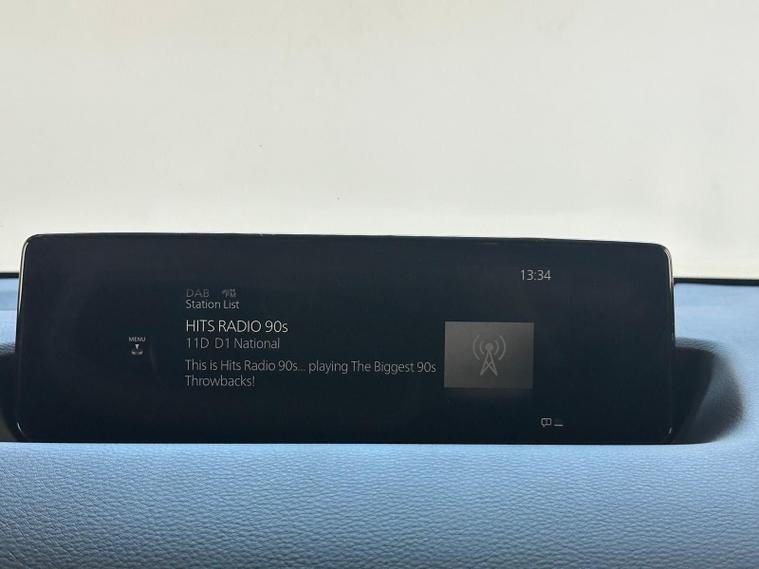 13:34
DAB FM
Station List
HITS RADIO 90s
11D D1 National
MENU
This is Hits Radio 90s... playing The Biggest 90s
Throwbacks!